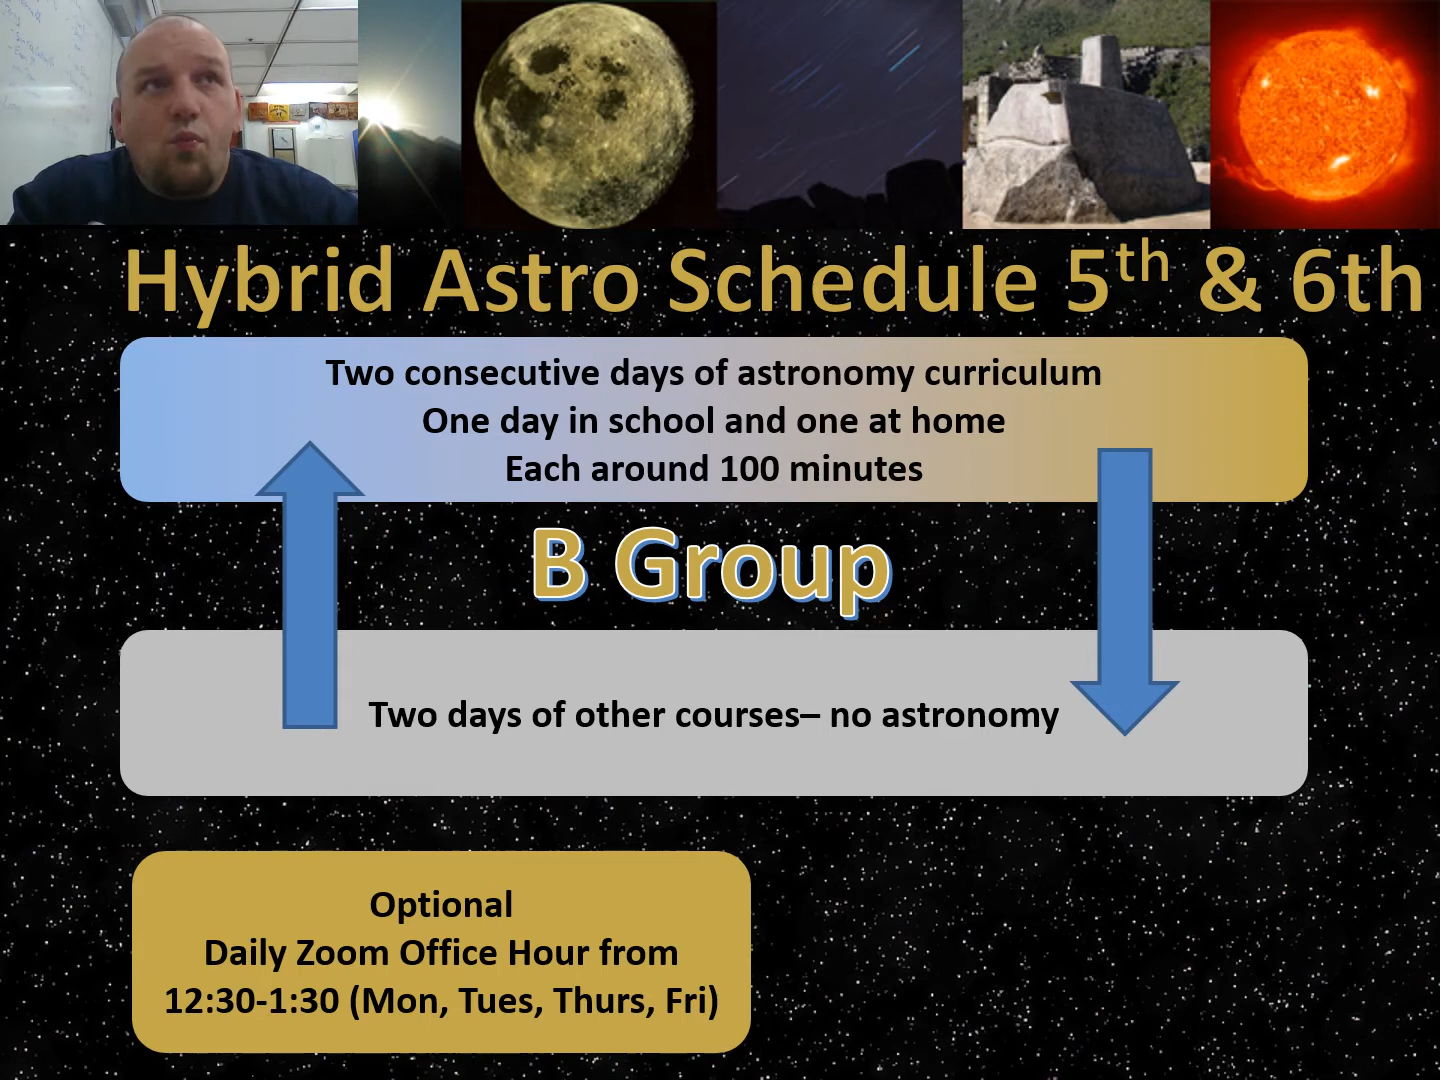 Hybrid Astro Schedule 5th & 6th
Two consecutive days of astronomy curriculum
One day in school and one at home
Each around 100 minutes
B Group
Two days of other courses– no astronomy
Optional
Daily Zoom Office Hour from
12:30-1:30 (Mon, Tues, Thurs, Fri)